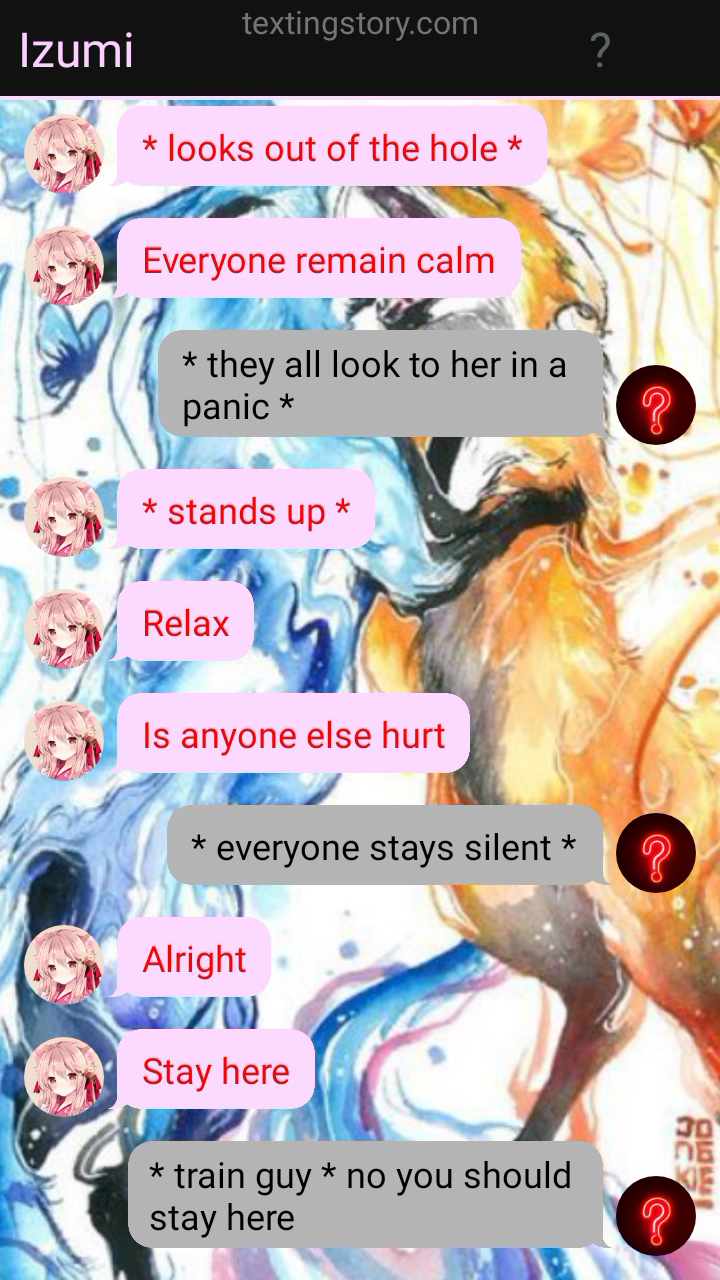 textingstory.com
Izumi
?
* looks out of the hole *
Everyone remain calm
* they all look to her in a
panic *
* stands up *
Relax
Is anyone else hurt
* everyone stays silent *
Alright
Stay here
* train guy * no you should
stay here